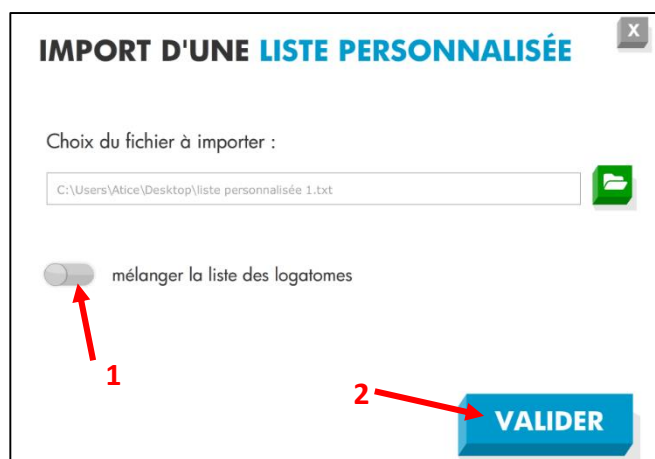 X
IMPORT D'UNE LISTE PERSONNALISÉE
Choix du fichier à importer :
C:\Users\Atice\Desktop\liste personnalisée 1.txt
mélanger la liste des logatomes
1
2
VALIDER